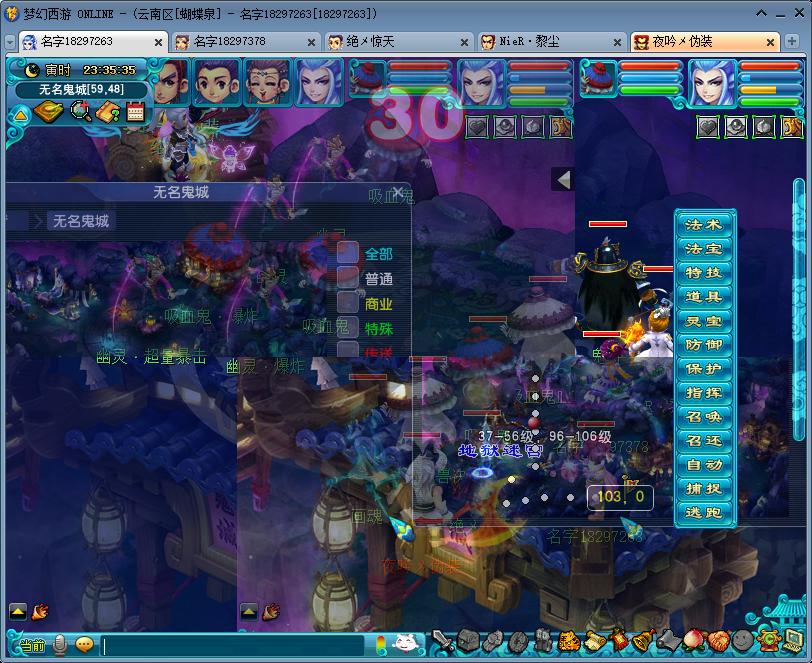 梦幻西游 ONLINE - (云南区[蝴蝶泉] - 名字18297263[18297263])
名字18297263
名字18297378
绝メ惊天
NieR·黎尘
夜吟メ伪装
寅时 23:35:35
无名鬼城[59,48]
30
无名鬼城
吸血鬼
无名鬼城
全部
普通
商业
特殊
传送
吸血鬼·爆炸
吸血鬼
幽灵·超量暴击
幽灵·爆炸
37-56级、96-106级
地狱迷宫
103, 0
回魂
名字18297263
法术
法宝
特技
道具
灵宝
防御
保护
指挥
召唤
召还
自动
捕捉
逃跑
当前